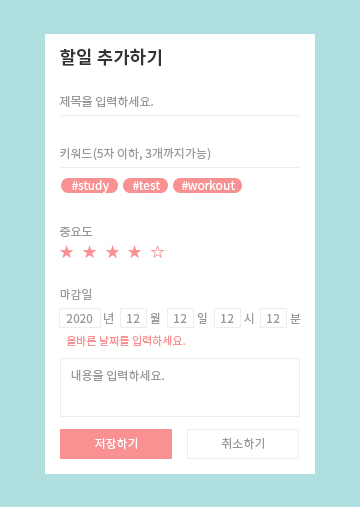 할일 추가하기
제목을 입력하세요.
키워드(5자 이하, 3개까지가능)
#study #test #workout
중요도
★ ★ ★ ★ ☆
마감일
2020 년 12 월 12 일 12 시 12 분
올바른 날짜를 입력하세요.
내용을 입력하세요.
저장하기 취소하기